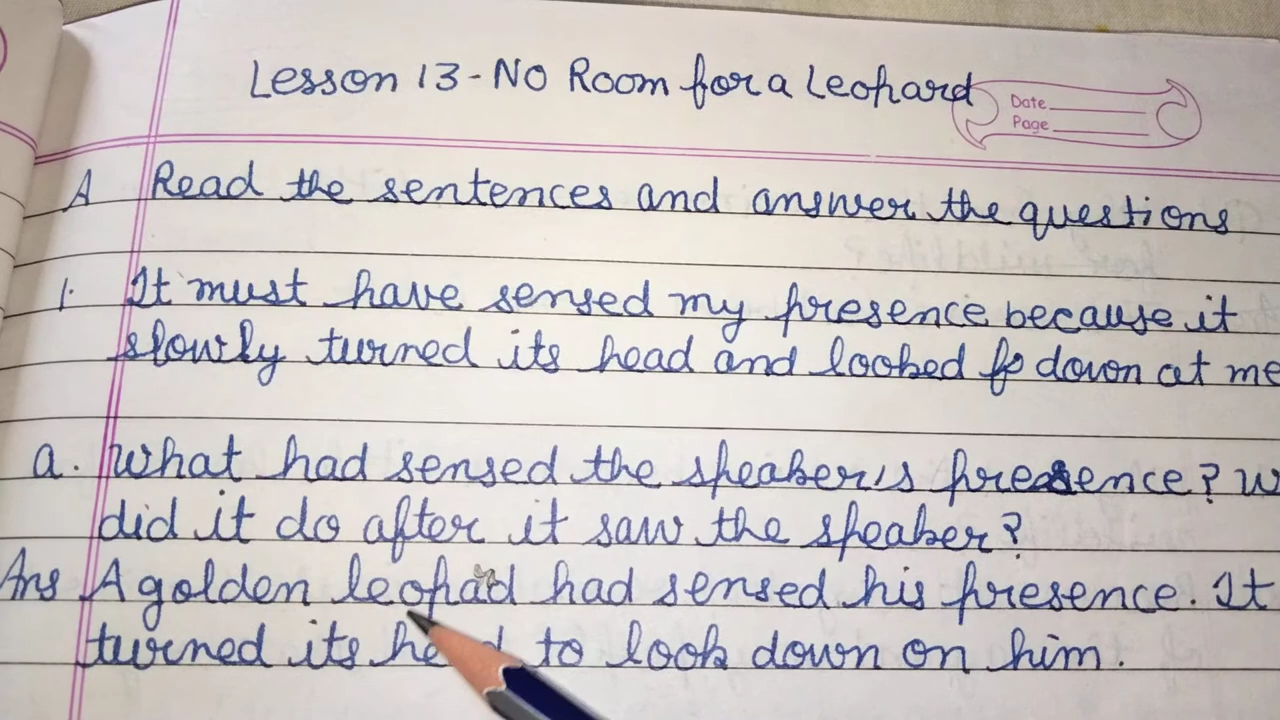 Lesson 13 - No Room for a Leopard
Date
Page
A Read the sentences and answer the questions
1. It must have sensed my presence because it
slowly turned its head and looked down at me
a. What had sensed the speaker's presence?
did it do after it saw the speaker?
Ans A golden leopad had sensed his presence. It
turned its to look down on him.